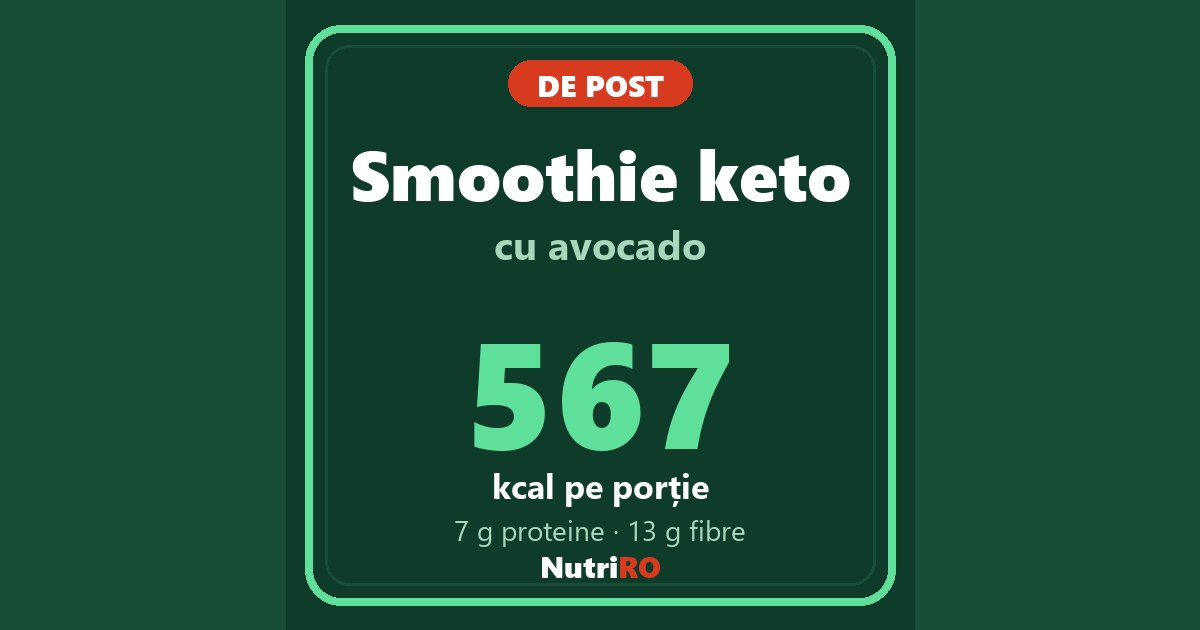 DE POST
Smoothie keto
cu avocado
567
kcal pe porție
7 g proteine · 13 g fibre
NutriRO